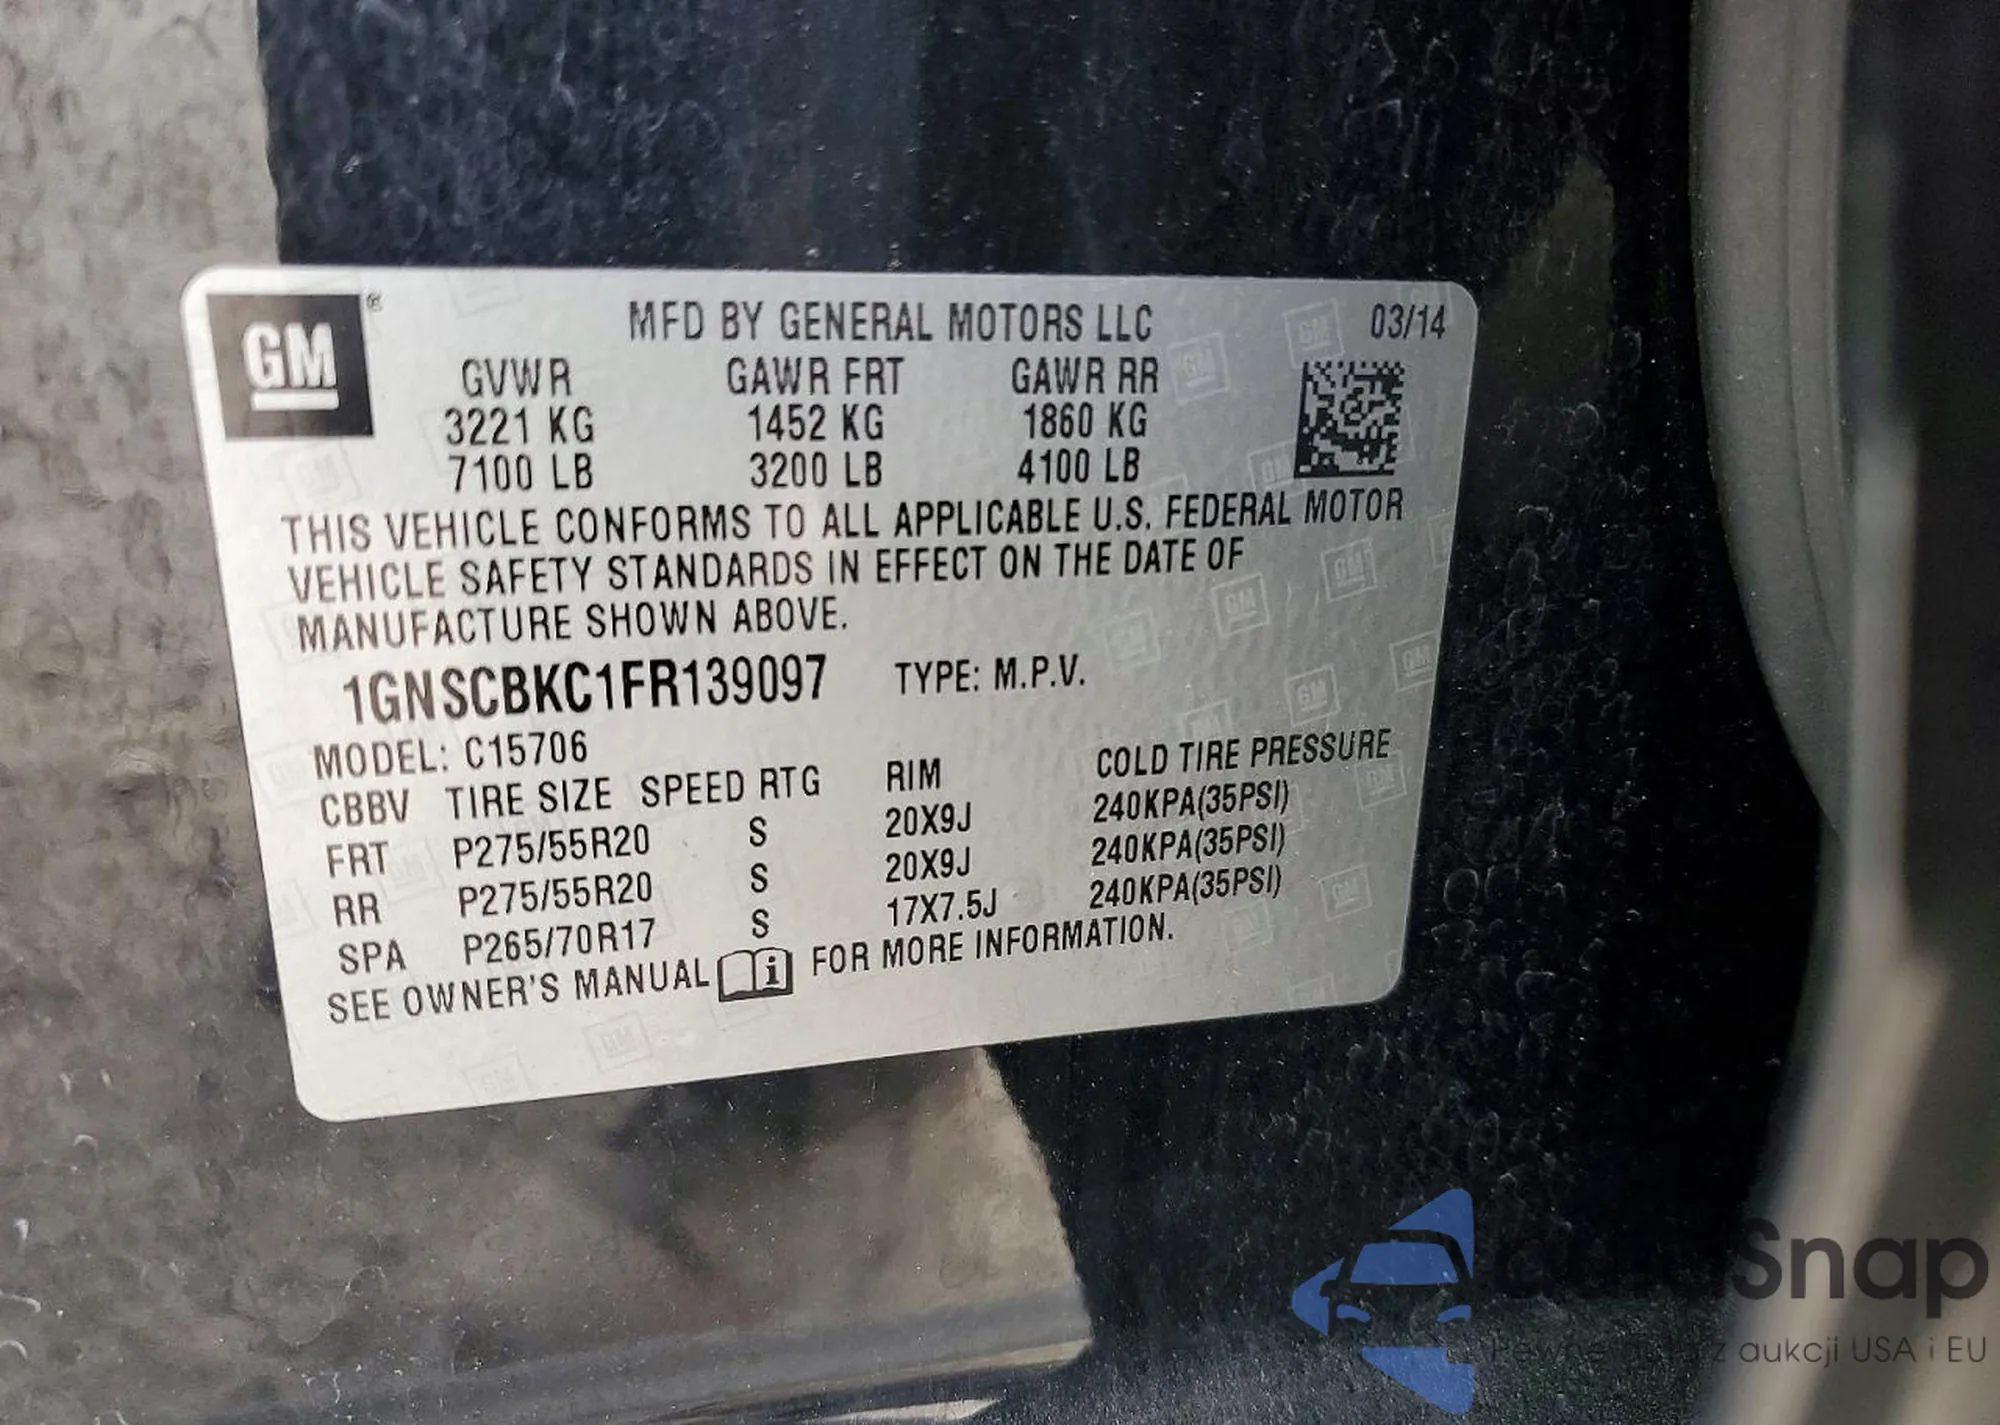 GM ®
MFD BY GENERAL MOTORS LLC 03/14
GVWR GAWR FRT GAWR RR
3221 KG 1452 KG 1860 KG
7100 LB 3200 LB 4100 LB
THIS VEHICLE CONFORMS TO ALL APPLICABLE U.S. FEDERAL MOTOR
VEHICLE SAFETY STANDARDS IN EFFECT ON THE DATE OF
MANUFACTURE SHOWN ABOVE.
1GNSCBKC1FR139097 TYPE: M.P.V.
MODEL: C15706
CBBV TIRE SIZE SPEED RTG RIM COLD TIRE PRESSURE
FRT P275/55R20 S 20X9J 240KPA(35PSI)
RR P275/55R20 S 20X9J 240KPA(35PSI)
SPA P265/70R17 S 17X7.5J 240KPA(35PSI)
SEE OWNER'S MANUAL i FOR MORE INFORMATION.
z aukcji USA i EU